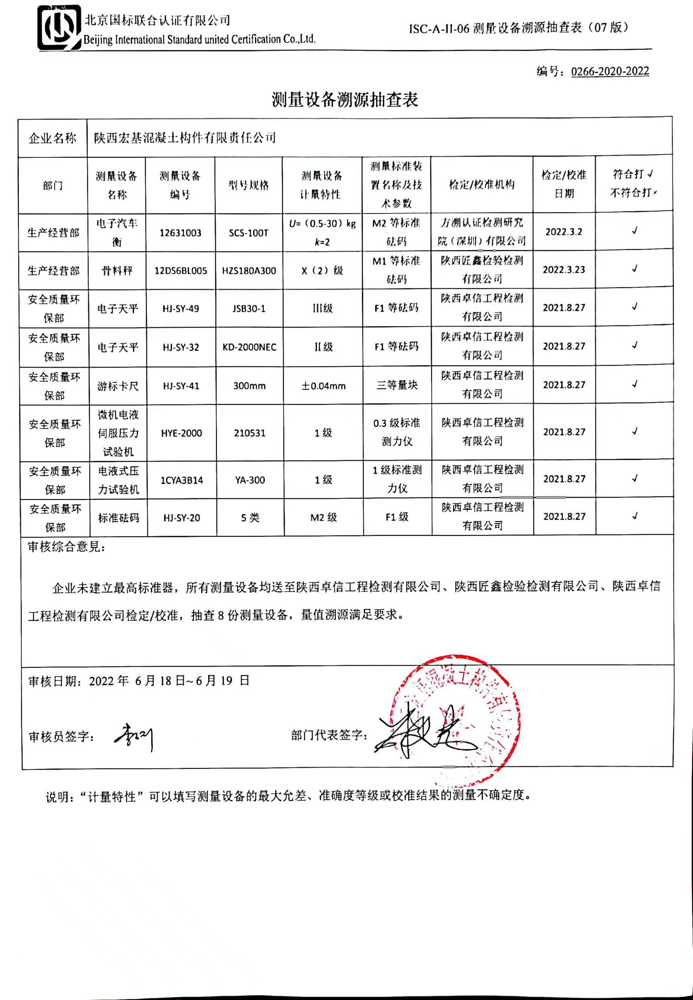 北京国标联合认证有限公司
Beijing International Standard united Certification Co.,Ltd.
ISC-A-II-06 测量设备溯源抽查表（07 版）
编号：0266-2020-2022
测量设备溯源抽查表
企业名称 陕西宏基混凝土构件有限责任公司
部门 测量设备名称 测量设备编号 型号规格 测量设备计量特性 测量标准装置名称及技术参数 检定/校准机构 检定/校准日期 符合打√ 不符合打×
生产经营部 电子汽车衡 12631003 SCS-100T U=（0.5-30）kg k=2 M2 等标准砝码 方溯认证检测研究院（深圳）有限公司 2022.3.2 √
生产经营部 骨料秤 12DS6BL005 HZS180A300 X（2）级 M1 等标准砝码 陕西匠鑫检验检测有限公司 2022.3.23 √
安全质量环保部 电子天平 HJ-SY-49 JSB30-1 III级 F1 等砝码 陕西卓信工程检测有限公司 2021.8.27 √
安全质量环保部 电子天平 HJ-SY-32 KD-2000NEC II级 F1 等砝码 陕西卓信工程检测有限公司 2021.8.27 √
安全质量环保部 游标卡尺 HJ-SY-41 300mm ±0.04mm 三等量块 陕西卓信工程检测有限公司 2021.8.27 √
安全质量环保部 微机电液伺服压力试验机 HYE-2000 210531 1 级 0.3 级标准测力仪 陕西卓信工程检测有限公司 2021.8.27 √
安全质量环保部 电液式压力试验机 1CYA3B14 YA-300 1 级 1 级标准测力仪 陕西卓信工程检测有限公司 2021.8.27 √
安全质量环保部 标准砝码 HJ-SY-20 5 类 M2 级 F1 级 陕西卓信工程检测有限公司 2021.8.27 √
审核综合意见：
企业未建立最高标准器，所有测量设备均送至陕西卓信工程检测有限公司、陕西匠鑫检验检测有限公司、陕西卓信
工程检测有限公司检定/校准，抽查 8 份测量设备，量值溯源满足要求。
审核日期：2022 年 6 月 18 日~ 6 月 19 日
审核员签字：
部门代表签字：
说明：“计量特性”可以填写测量设备的最大允差、准确度等级或校准结果的测量不确定度。